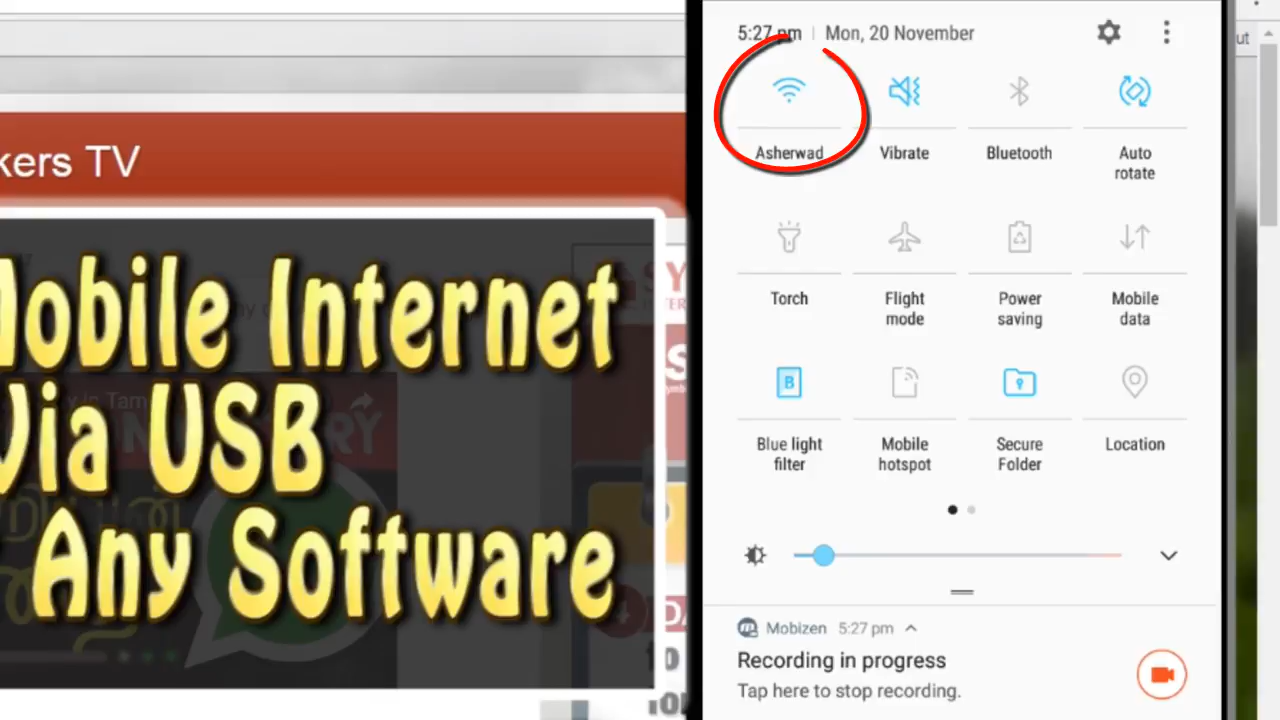 5:27 pm | Mon, 20 November
Asherwad
Vibrate
Bluetooth
Auto
rotate
Torch
Flight
mode
Power
saving
Mobile
data
B
Blue light
filter
Mobile
hotspot
Secure
Folder
Location
Mobizen 5:27 pm
Recording in progress
Tap here to stop recording.
kers TV
Mobile Internet
Via USB
Any Software